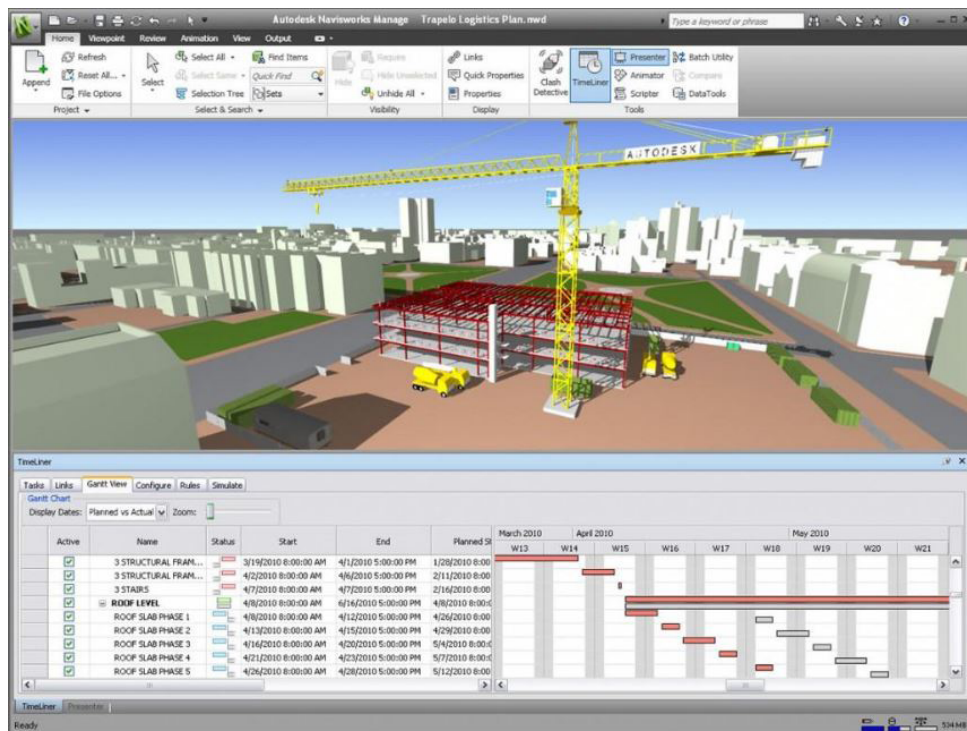 Autodesk Navisworks Manage Trapelo Logistics Plan.nwd
Type a keyword or phrase
Home Viewpoint Review Animation View Output
Append
Refresh
Reset All...
File Options
Project
Select
Select All
Select Same
Selection Tree
Find Items
Quick Find
Sets
Select & Search
Hide
Require
Hide Unselected
Unhide All
Visibility
Links
Quick Properties
Properties
Display
Clash Detective
TimeLiner
Presenter
Animator
Scripter
Batch Utility
Compare
DataTools
Tools
AUTODESK
TimeLiner
Tasks Links Gantt View Configure Rules Simulate
Gantt Chart
Display Dates: Planned vs Actual Zoom:
Active Name Status Start End Planned St
March 2010 April 2010 May 2010
W13 W14 W15 W16 W17 W18 W19 W20 W21
3 STRUCTURAL FRAM... 3/19/2010 8:00:00 AM 4/1/2010 5:00:00 PM 1/28/2010 8:00
3 STRUCTURAL FRAM... 4/2/2010 8:00:00 AM 4/6/2010 5:00:00 PM 2/11/2010 8:00
3 STAIRS 4/7/2010 8:00:00 AM 4/7/2010 5:00:00 PM 2/16/2010 8:00
ROOF LEVEL 4/8/2010 8:00:00 AM 6/16/2010 5:00:00 PM 4/8/2010 8:00:0
ROOF SLAB PHASE 1 4/8/2010 8:00:00 AM 4/12/2010 5:00:00 PM 4/26/2010 8:00
ROOF SLAB PHASE 2 4/13/2010 8:00:00 AM 4/15/2010 5:00:00 PM 4/29/2010 8:00
ROOF SLAB PHASE 3 4/16/2010 8:00:00 AM 4/20/2010 5:00:00 PM 5/4/2010 8:00:0
ROOF SLAB PHASE 4 4/21/2010 8:00:00 AM 4/23/2010 5:00:00 PM 5/7/2010 8:00:0
ROOF SLAB PHASE 5 4/26/2010 8:00:00 AM 4/28/2010 5:00:00 PM 5/12/2010 8:00
TimeLiner Presenter
Ready